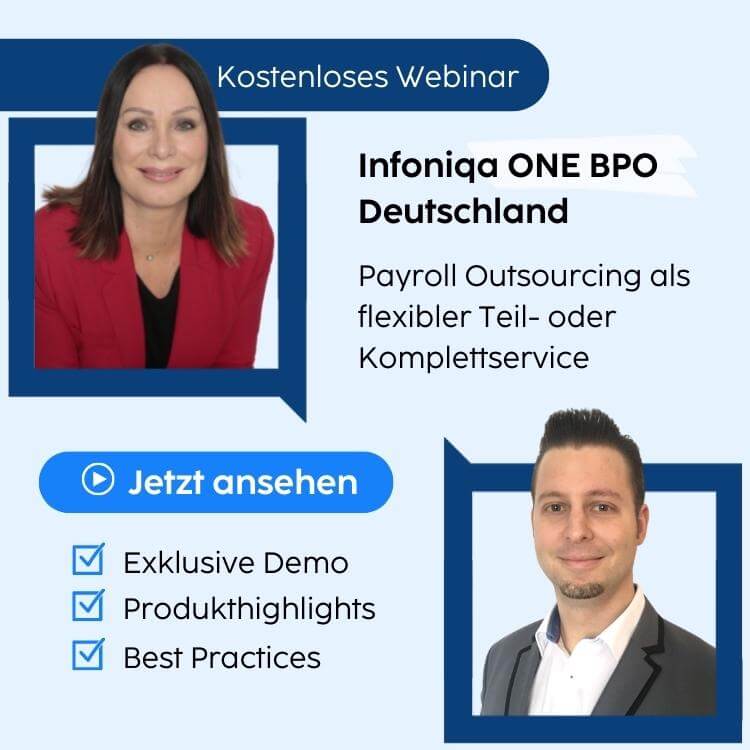 Kostenloses Webinar
Infoniqa ONE BPO
Deutschland
Payroll Outsourcing als
flexibler Teil- oder
Komplettservice
Jetzt ansehen
Exklusive Demo
Produkthighlights
Best Practices